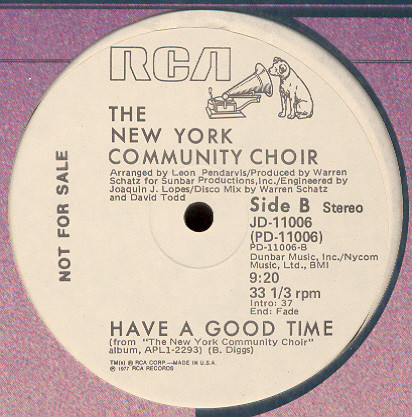 RCA
THE
NEW YORK
COMMUNITY CHOIR
Arranged by Leon Pendarvis/Produced by Warren
Schatz for Sunbar Productions,Inc./Engineered by
Joaquin J. Lopes/Disco Mix by Warren Schatz
and David Todd
NOT FOR SALE
Side B Stereo
JD-11006
(PD-11006)
PD-11006-B
Dunbar Music, Inc./Nycom
Music, Ltd., BMI
9:20
33 1/3 rpm
Intro: 37
End: Fade
HAVE A GOOD TIME
(from "The New York Community Choir"
album, APL1-2293) (B. Diggs)
TM(s) ® RCA CORP.—MADE IN U.S.A.
℗ 1977 RCA RECORDS